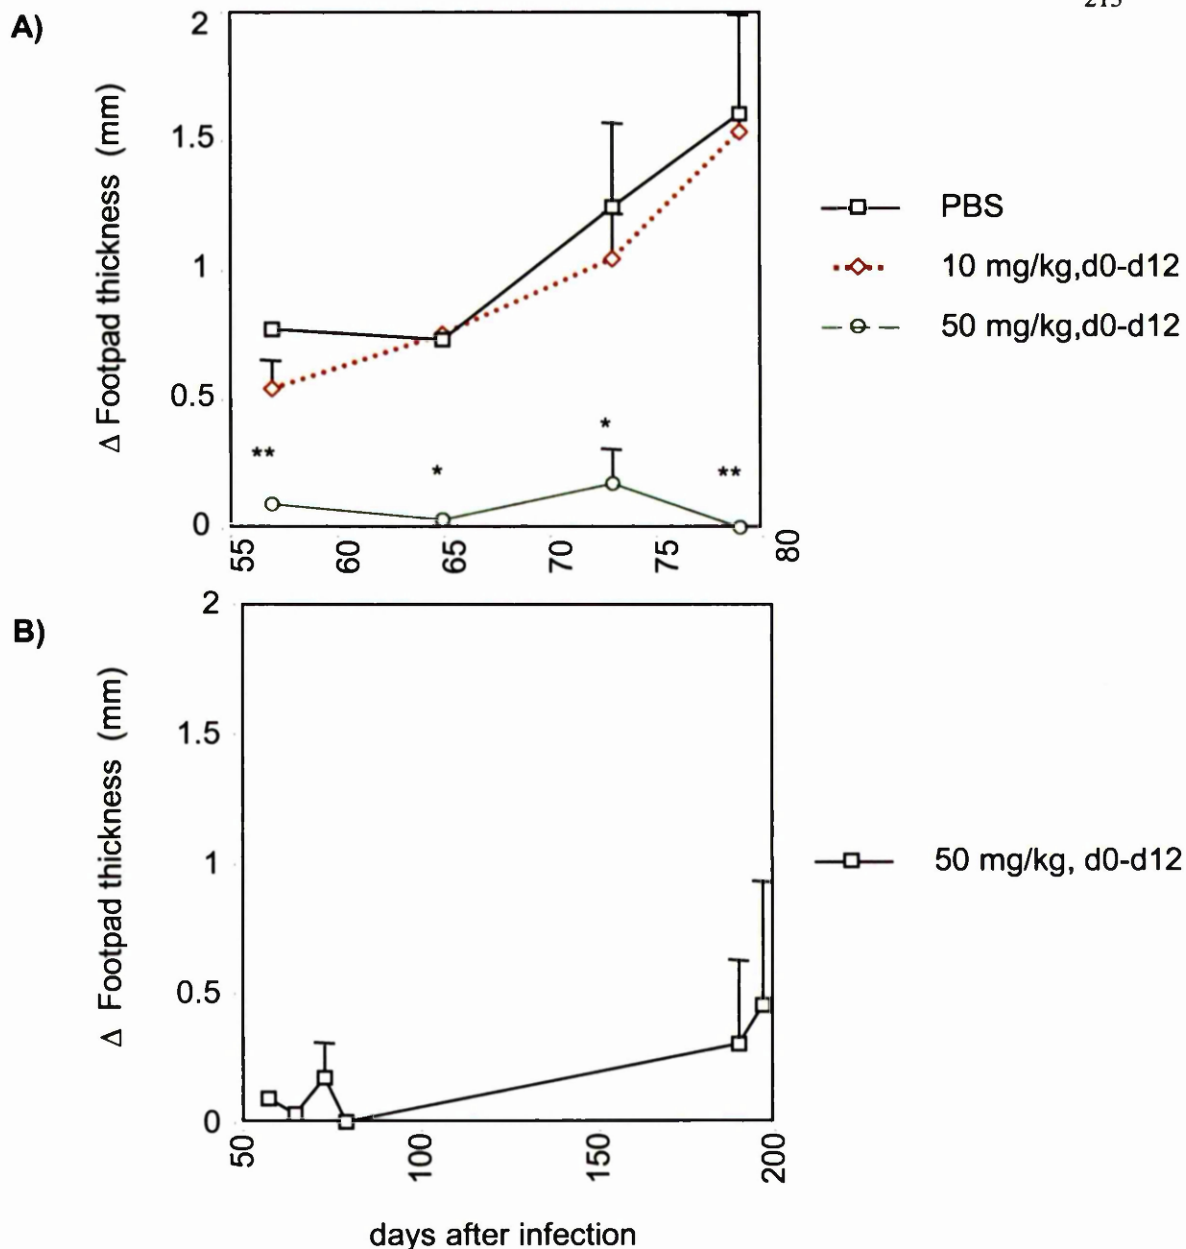 213
A)
Δ Footpad thickness (mm)
2
1.5
1
0.5
0
** * * **
55 60 65 70 75 80
PBS
10 mg/kg,d0-d12
50 mg/kg,d0-d12
B)
Δ Footpad thickness (mm)
2
1.5
1
0.5
0
50 100 150 200
50 mg/kg, d0-d12
days after infection